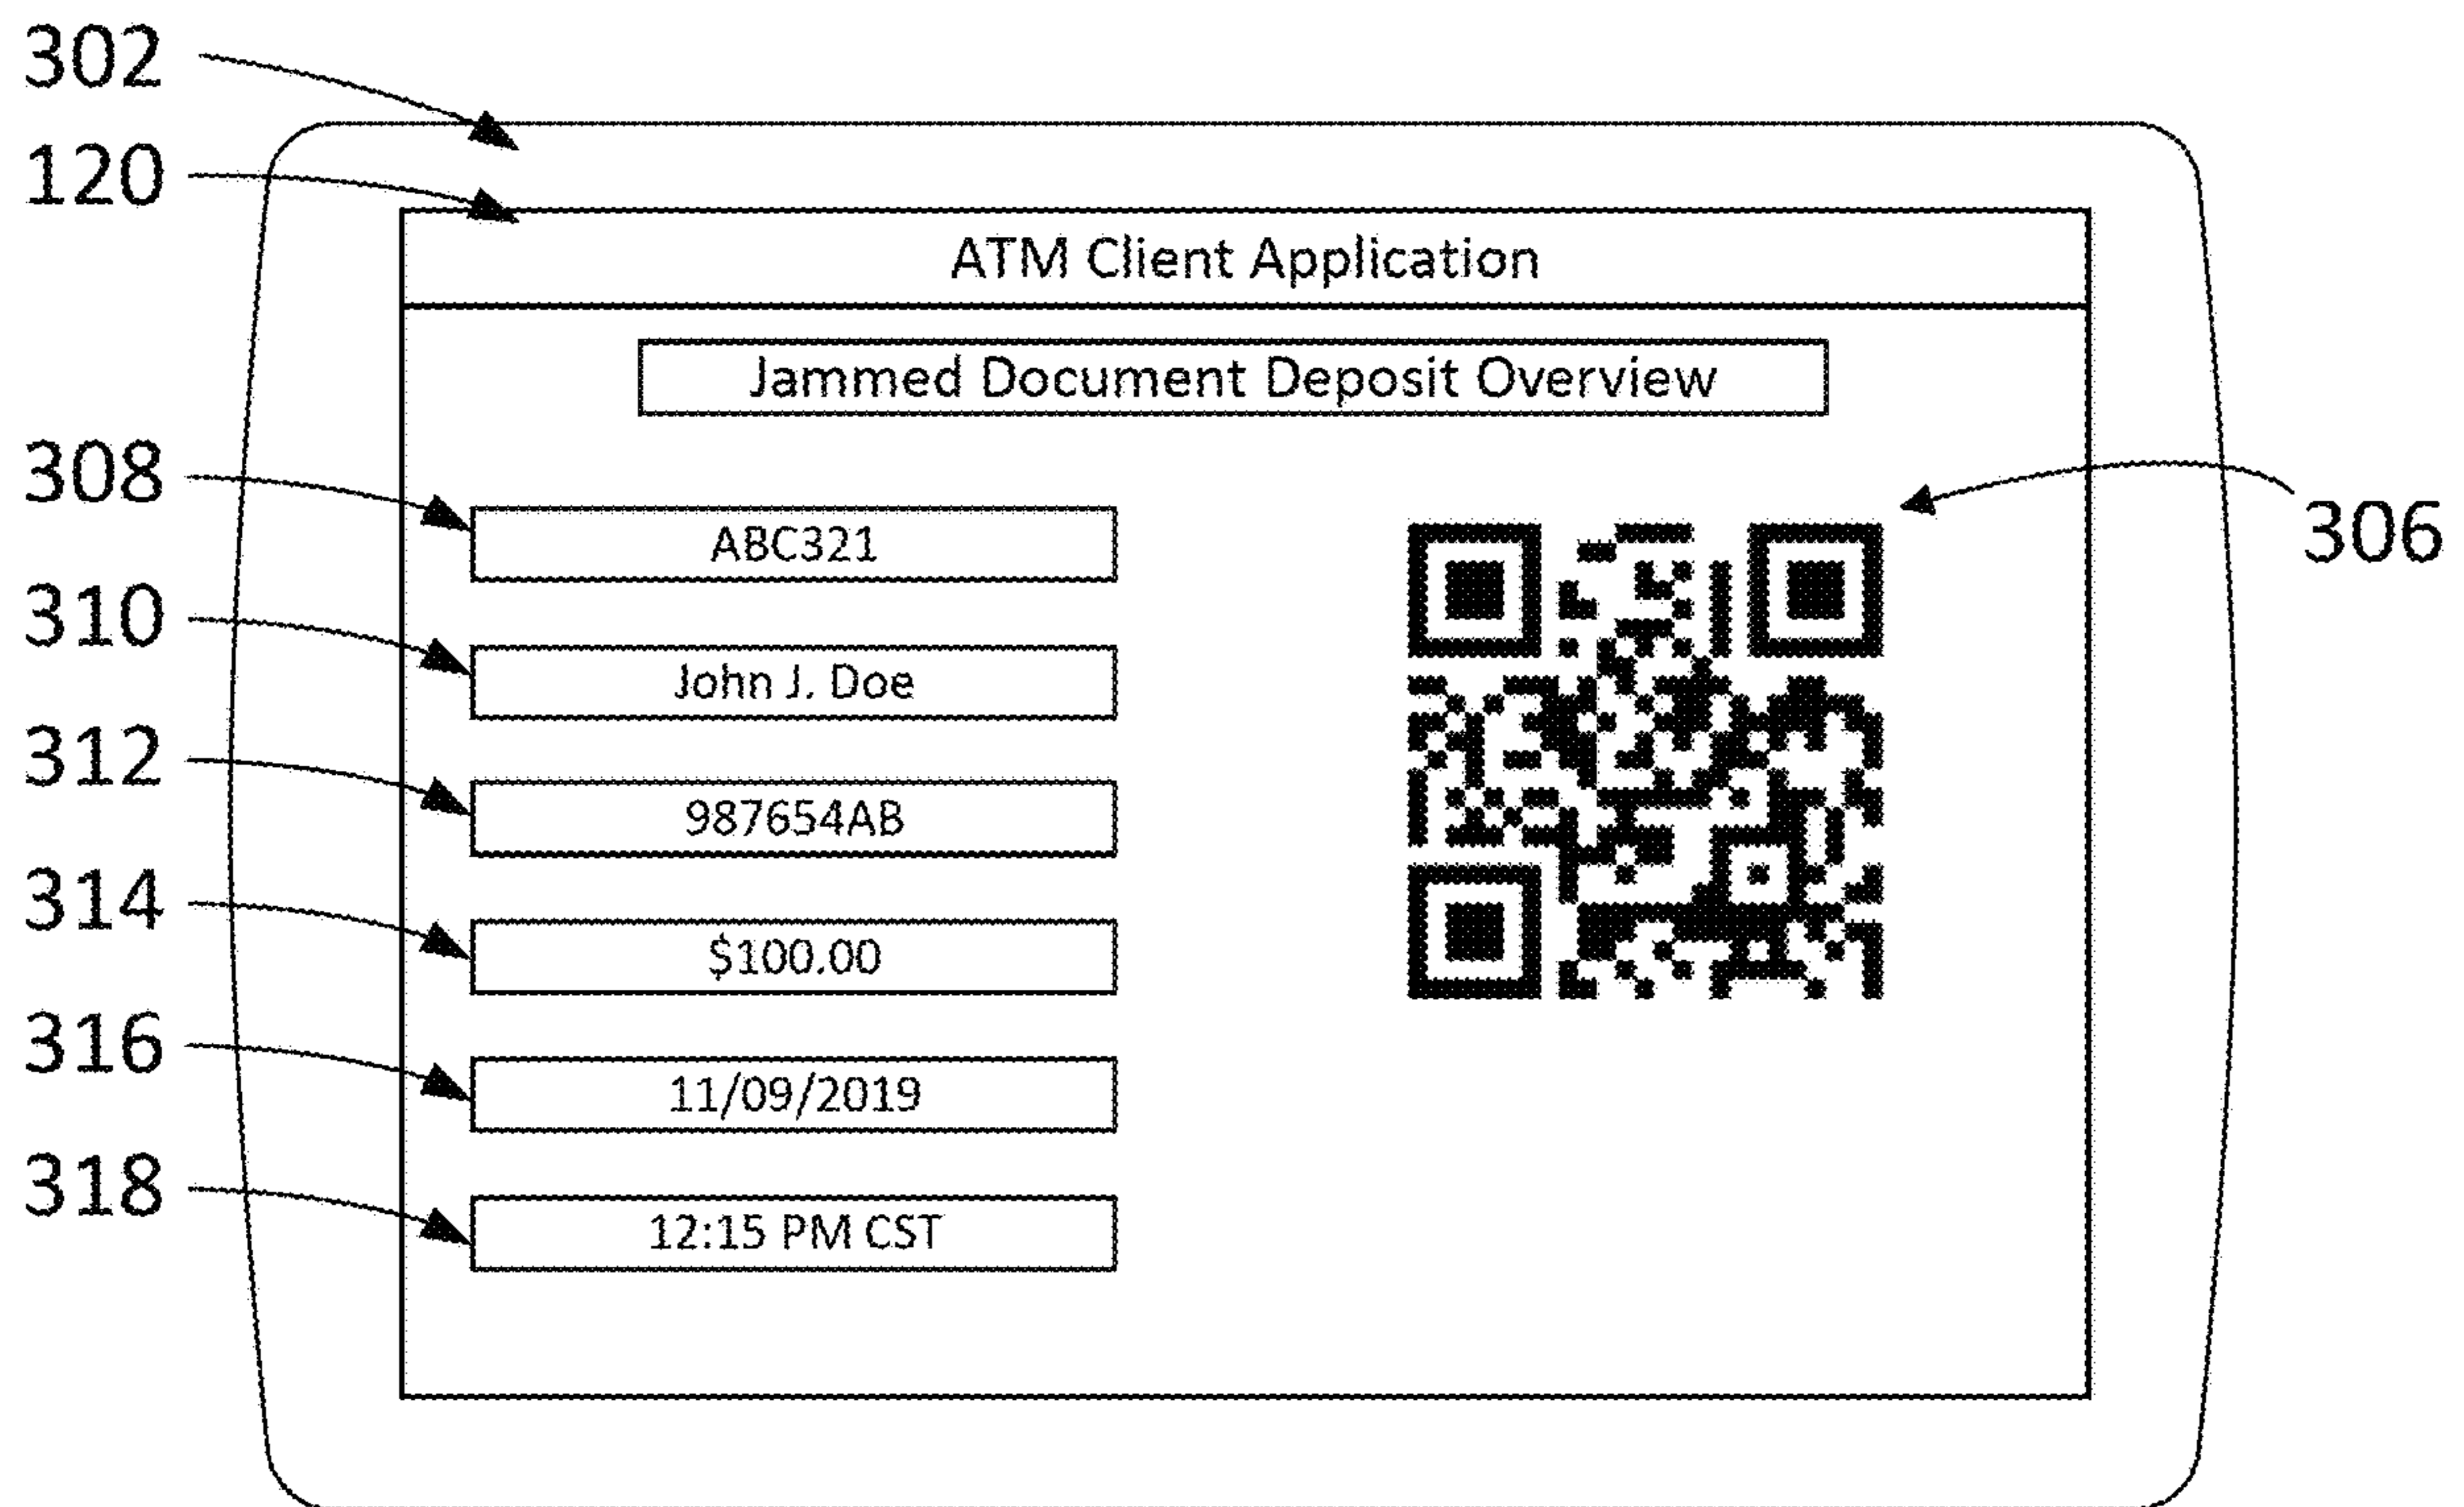 302
120
ATM Client Application
Jammed Document Deposit Overview
308
ABC321
306
310
John J. Doe
312
987654AB
314
$100.00
316
11/09/2019
318
12:15 PM CST